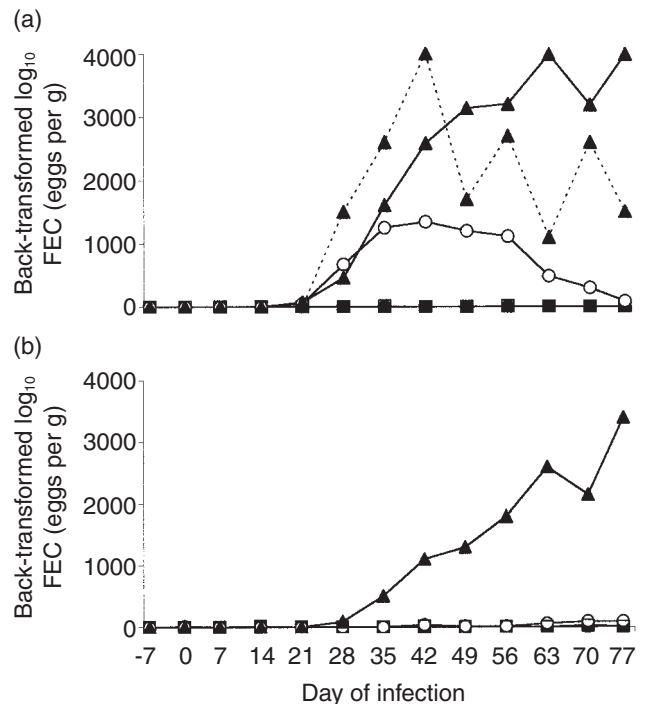 (a)
Back-transformed log₁₀
FEC (eggs per g)
4000
3000
2000
1000
0
(b)
Back-transformed log₁₀
FEC (eggs per g)
4000
3000
2000
1000
0
-7 0 7 14 21 28 35 42 49 56 63 70 77
Day of infection